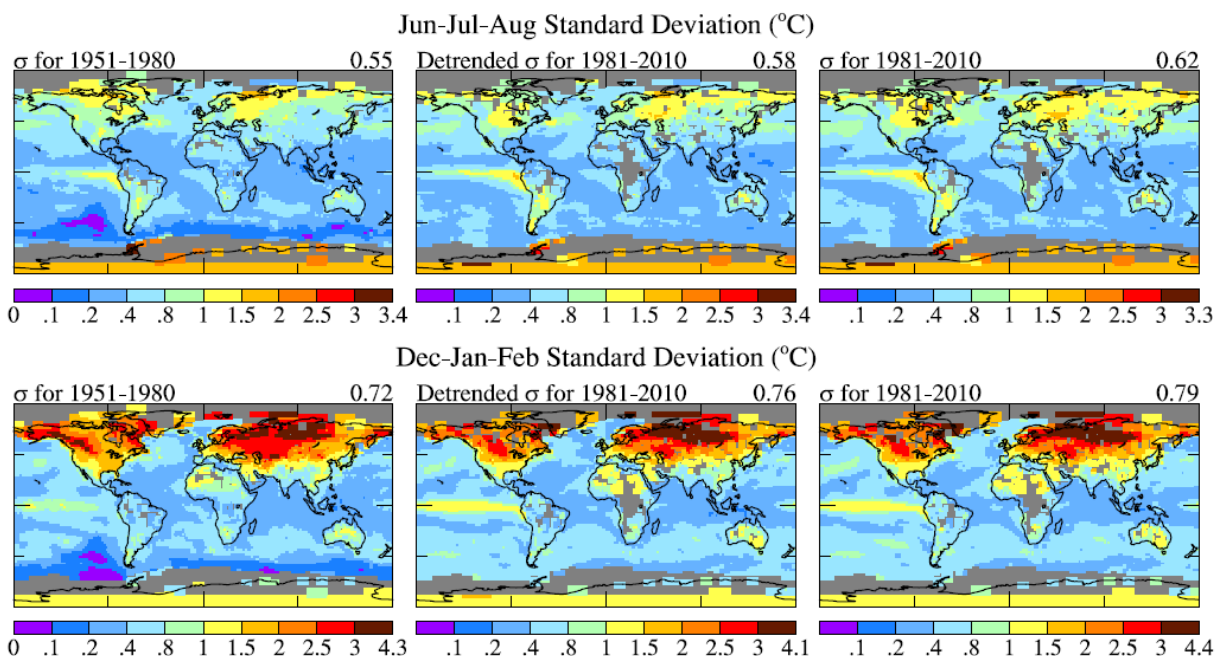 Jun-Jul-Aug Standard Deviation (°C)
σ for 1951-1980 0.55
Detrended σ for 1981-2010 0.58
σ for 1981-2010 0.62
0 .1 .2 .4 .8 1 1.5 2 2.5 3 3.4
.1 .2 .4 .8 1 1.5 2 2.5 3 3.4
.1 .2 .4 .8 1 1.5 2 2.5 3 3.3
Dec-Jan-Feb Standard Deviation (°C)
σ for 1951-1980 0.72
Detrended σ for 1981-2010 0.76
σ for 1981-2010 0.79
0 .1 .2 .4 .8 1 1.5 2 2.5 3 4.3
.1 .2 .4 .8 1 1.5 2 2.5 3 4.1
.1 .2 .4 .8 1 1.5 2 2.5 3 4.4